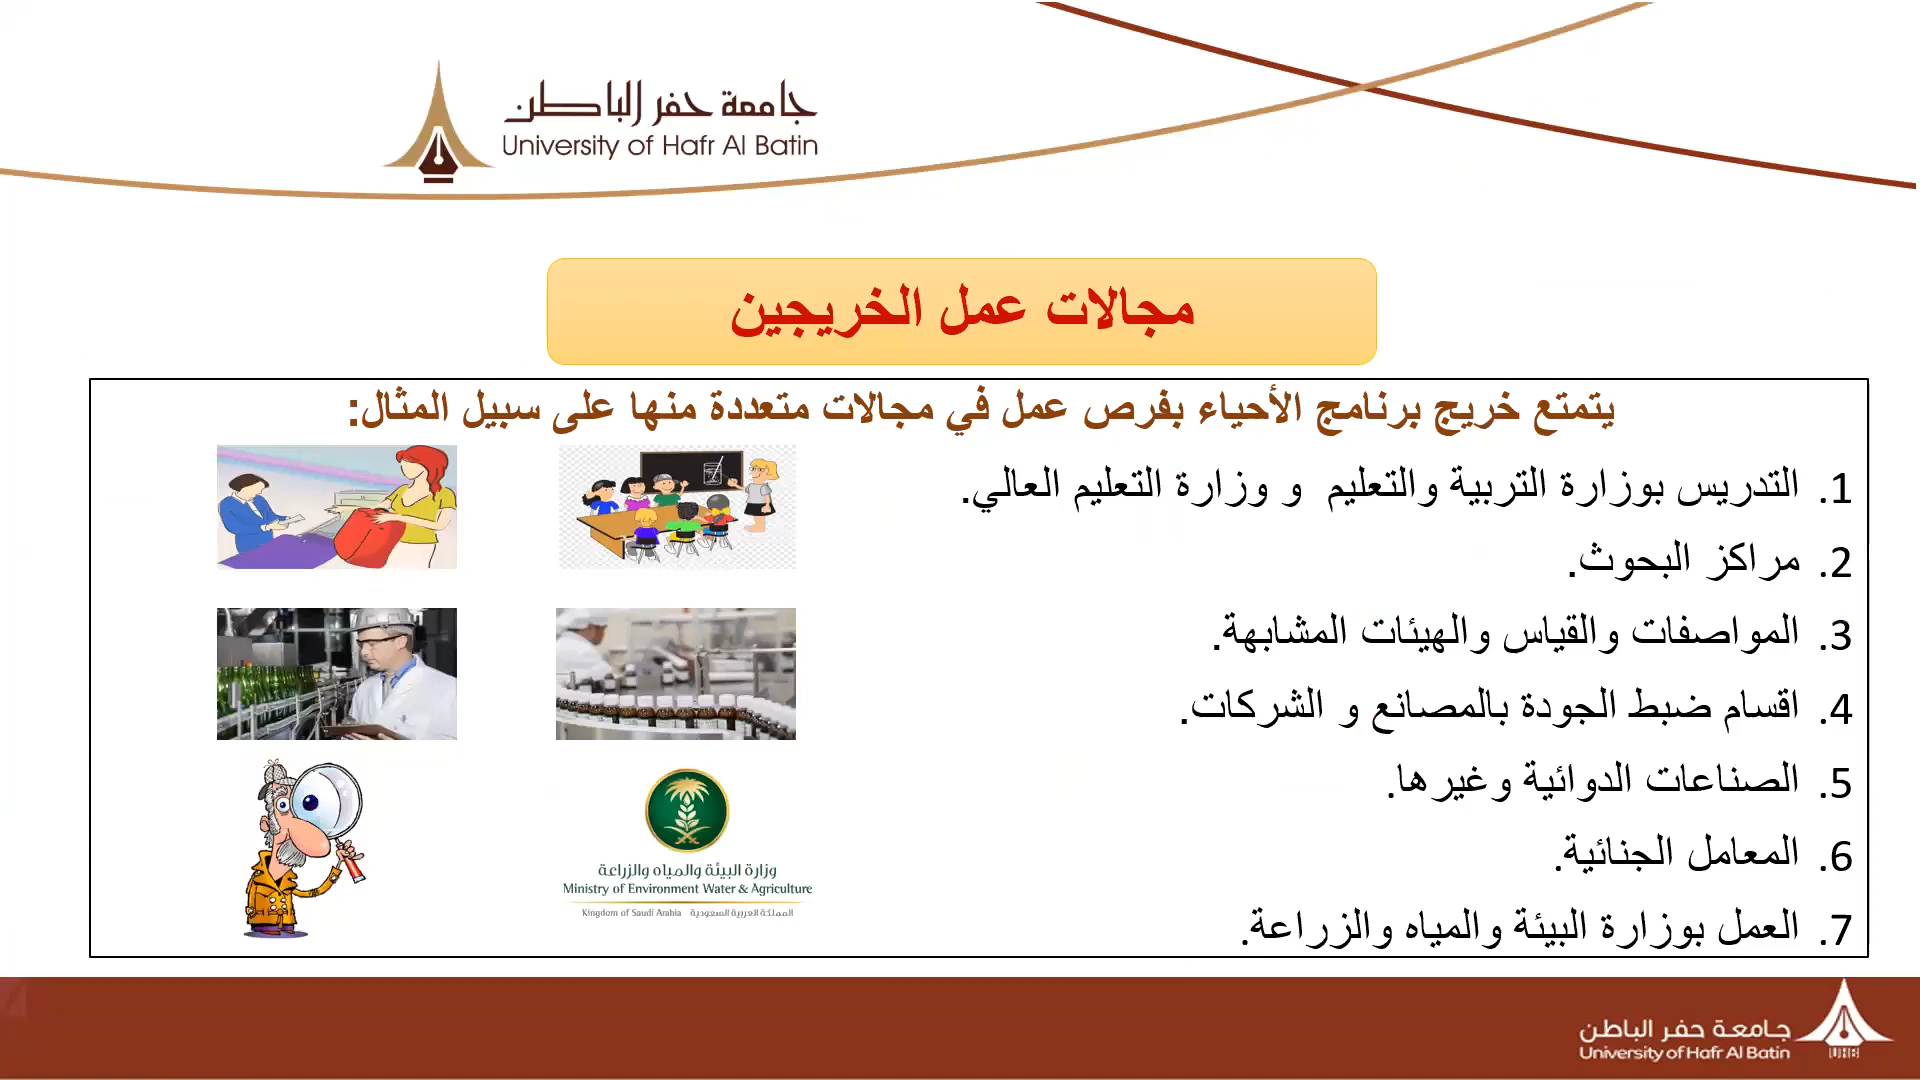 جامعة حفر الباطن
University of Hafr Al Batin
مجالات عمل الخريجين
يتمتع خريج برنامج الأحياء بفرص عمل في مجالات متعددة منها على سبيل المثال:
1. التدريس بوزارة التربية والتعليم و وزارة التعليم العالي.
2. مراكز البحوث.
3. المواصفات والقياس والهيئات المشابهة.
4. اقسام ضبط الجودة بالمصانع و الشركات.
5. الصناعات الدوائية وغيرها.
6. المعامل الجنائية.
7. العمل بوزارة البيئة والمياه والزراعة.
وزارة البيئة والمياه والزراعة
Ministry of Environment Water & Agriculture
Kingdom of Saudi Arabia المملكة العربية السعودية
جامعة حفر الباطن
University of Hafr Al Batin